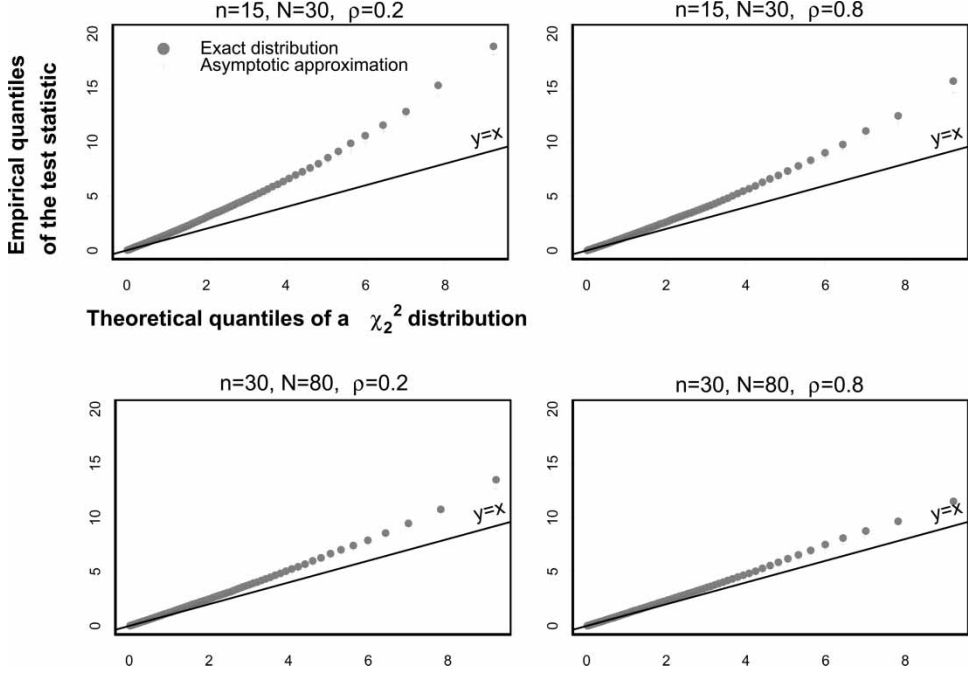 n=15, N=30, ρ=0.2
n=15, N=30, ρ=0.8
Empirical quantiles
of the test statistic
20
15
10
5
0
Exact distribution
Asymptotic approximation
y=x
0 2 4 6 8
20
15
10
5
0
y=x
0 2 4 6 8
Theoretical quantiles of a χ₂² distribution
n=30, N=80, ρ=0.2
n=30, N=80, ρ=0.8
20
15
10
5
0
y=x
0 2 4 6 8
20
15
10
5
0
y=x
0 2 4 6 8